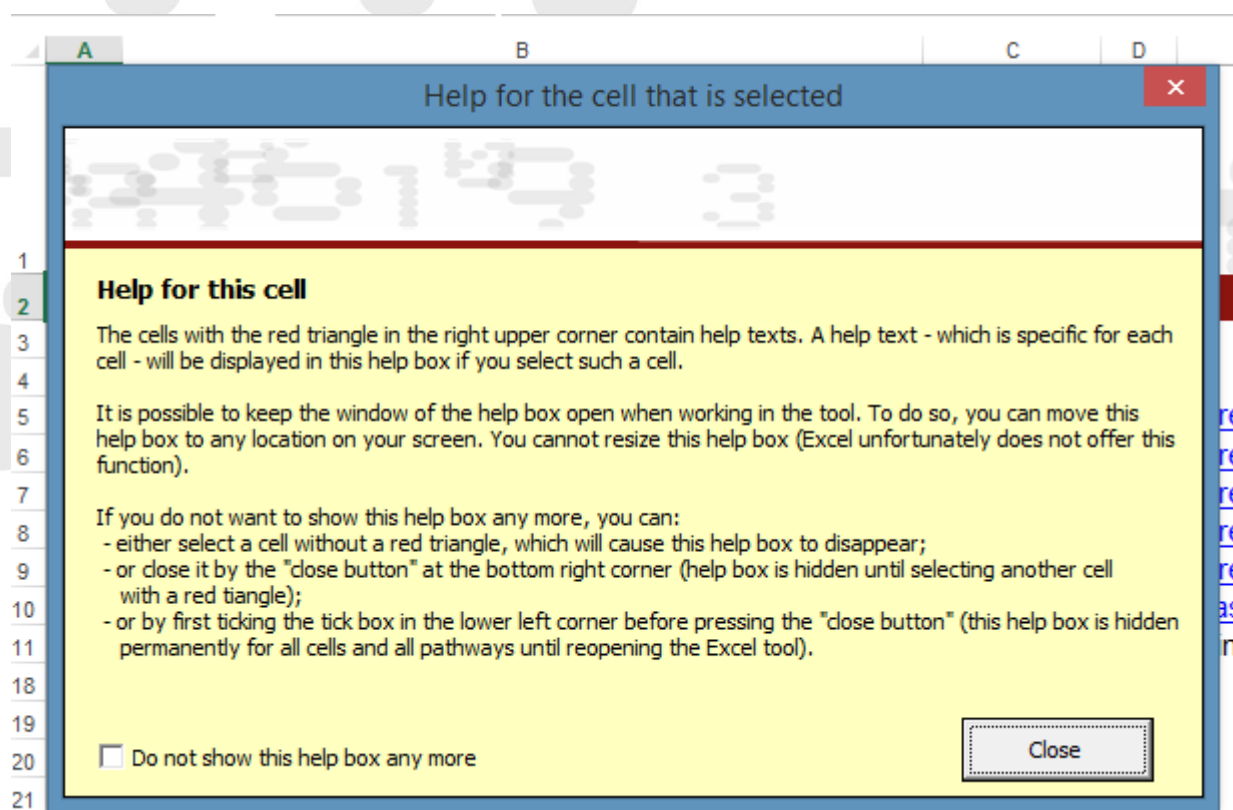 A B C D
Help for the cell that is selected
1
2
3
4
5
6
7
8
9
10
11
18
19
20
21
Help for this cell
The cells with the red triangle in the right upper corner contain help texts. A help text - which is specific for each
cell - will be displayed in this help box if you select such a cell.
It is possible to keep the window of the help box open when working in the tool. To do so, you can move this
help box to any location on your screen. You cannot resize this help box (Excel unfortunately does not offer this
function).
If you do not want to show this help box any more, you can:
- either select a cell without a red triangle, which will cause this help box to disappear;
- or close it by the "close button" at the bottom right corner (help box is hidden until selecting another cell
with a red tiangle);
- or by first ticking the tick box in the lower left corner before pressing the "close button" (this help box is hidden
permanently for all cells and all pathways until reopening the Excel tool).
Do not show this help box any more
Close